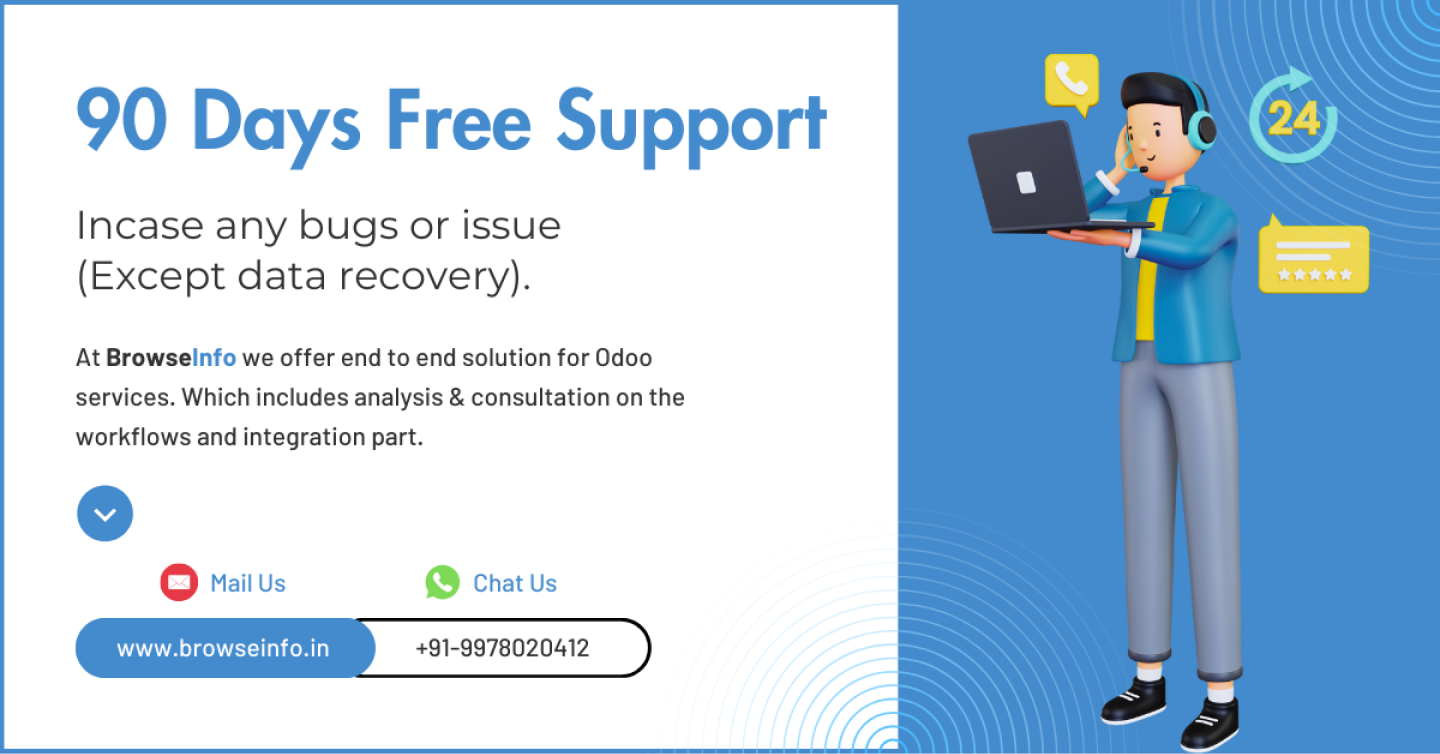 90 Days Free Support
Incase any bugs or issue
(Except data recovery).
At BrowseInfo we offer end to end solution for Odoo
services. Which includes analysis & consultation on the
workflows and integration part.
Mail Us
Chat Us
www.browseinfo.in
+91-9978020412
24